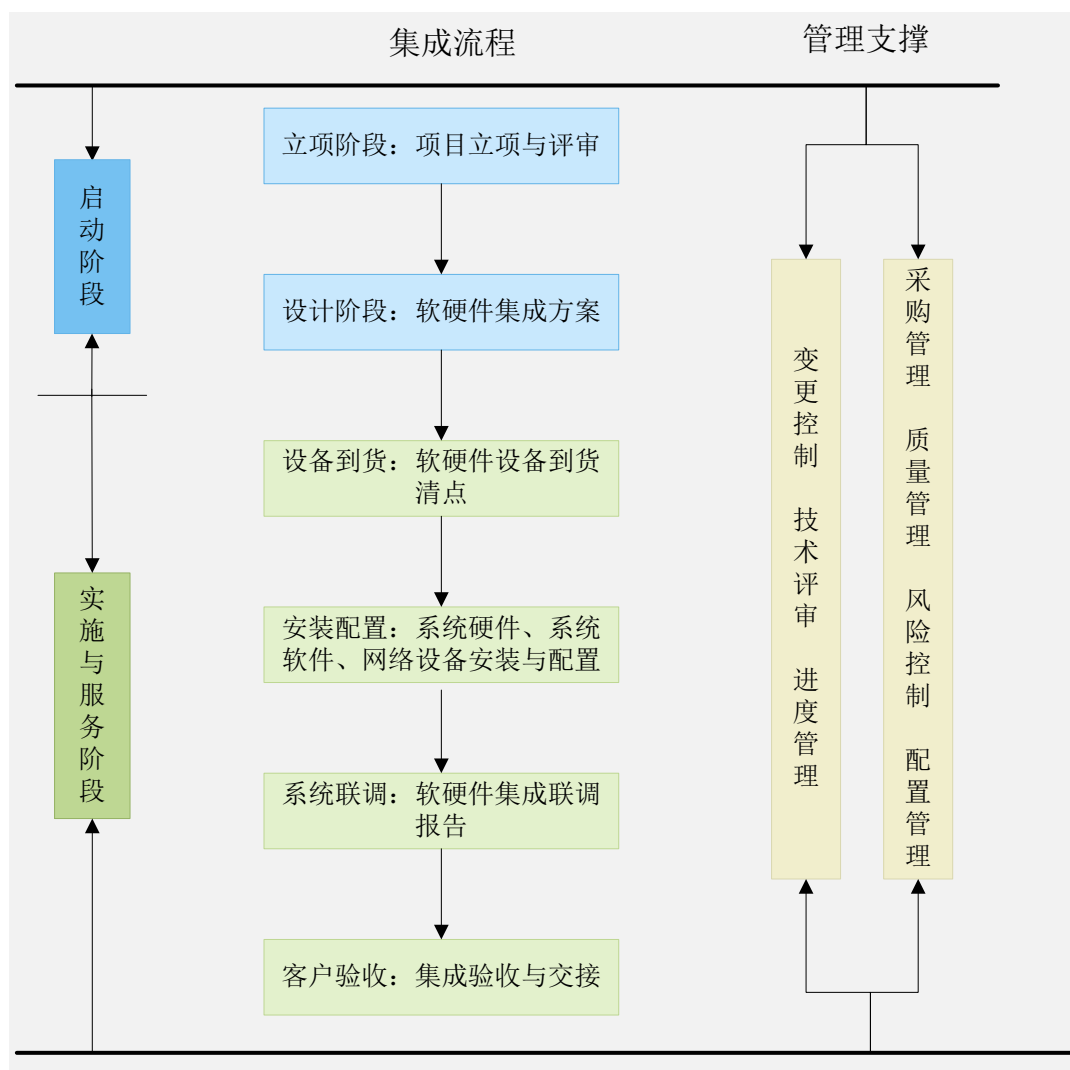 集成流程
管理支撑
启动阶段
实施与服务阶段
立项阶段：项目立项与评审
设计阶段：软硬件集成方案
设备到货：软硬件设备到货
清点
安装配置：系统硬件、系统
软件、网络设备安装与配置
系统联调：软硬件集成联调
报告
客户验收：集成验收与交接
变更控制 技术评审 进度管理
采购管理 质量管理 风险控制 配置管理